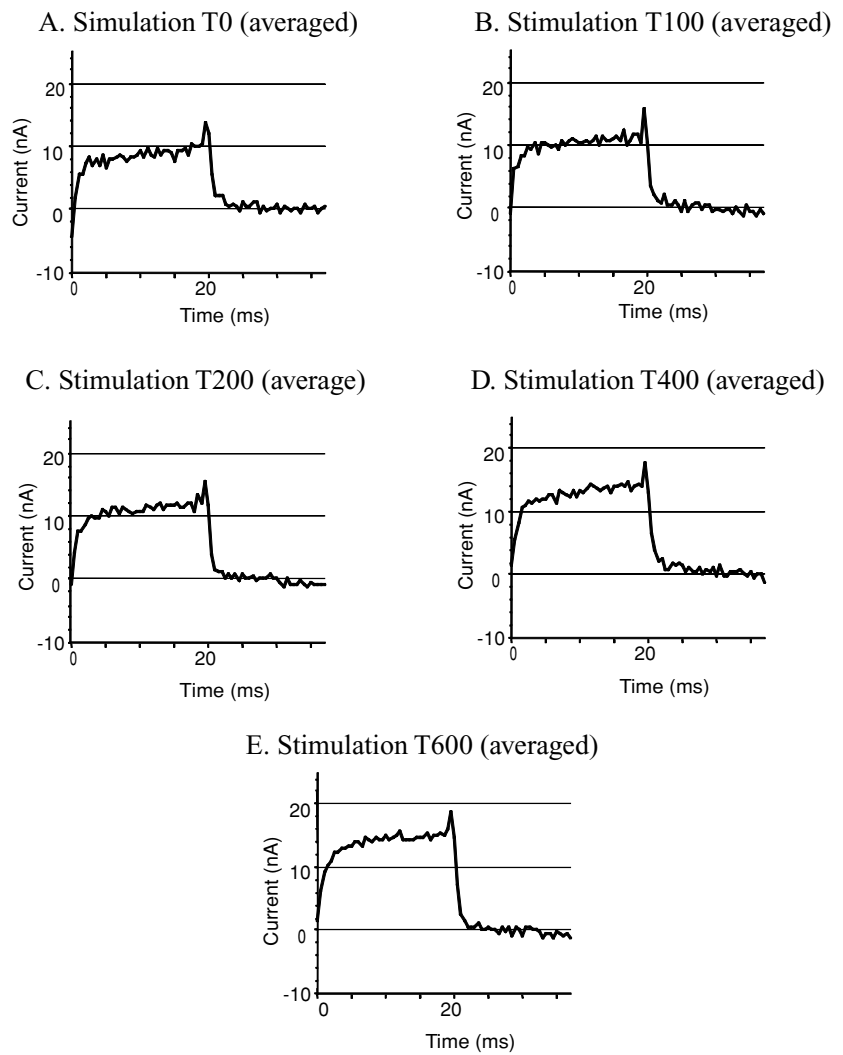 A. Simulation T0 (averaged)
20
10
0
-10
Current (nA)
0 20
Time (ms)
B. Stimulation T100 (averaged)
20
10
0
-10
Current (nA)
0 20
Time (ms)
C. Stimulation T200 (average)
20
10
0
-10
Current (nA)
0 20
Time (ms)
D. Stimulation T400 (averaged)
20
10
0
-10
Current (nA)
0 20
Time (ms)
E. Stimulation T600 (averaged)
20
10
0
-10
Current (nA)
0 20
Time (ms)